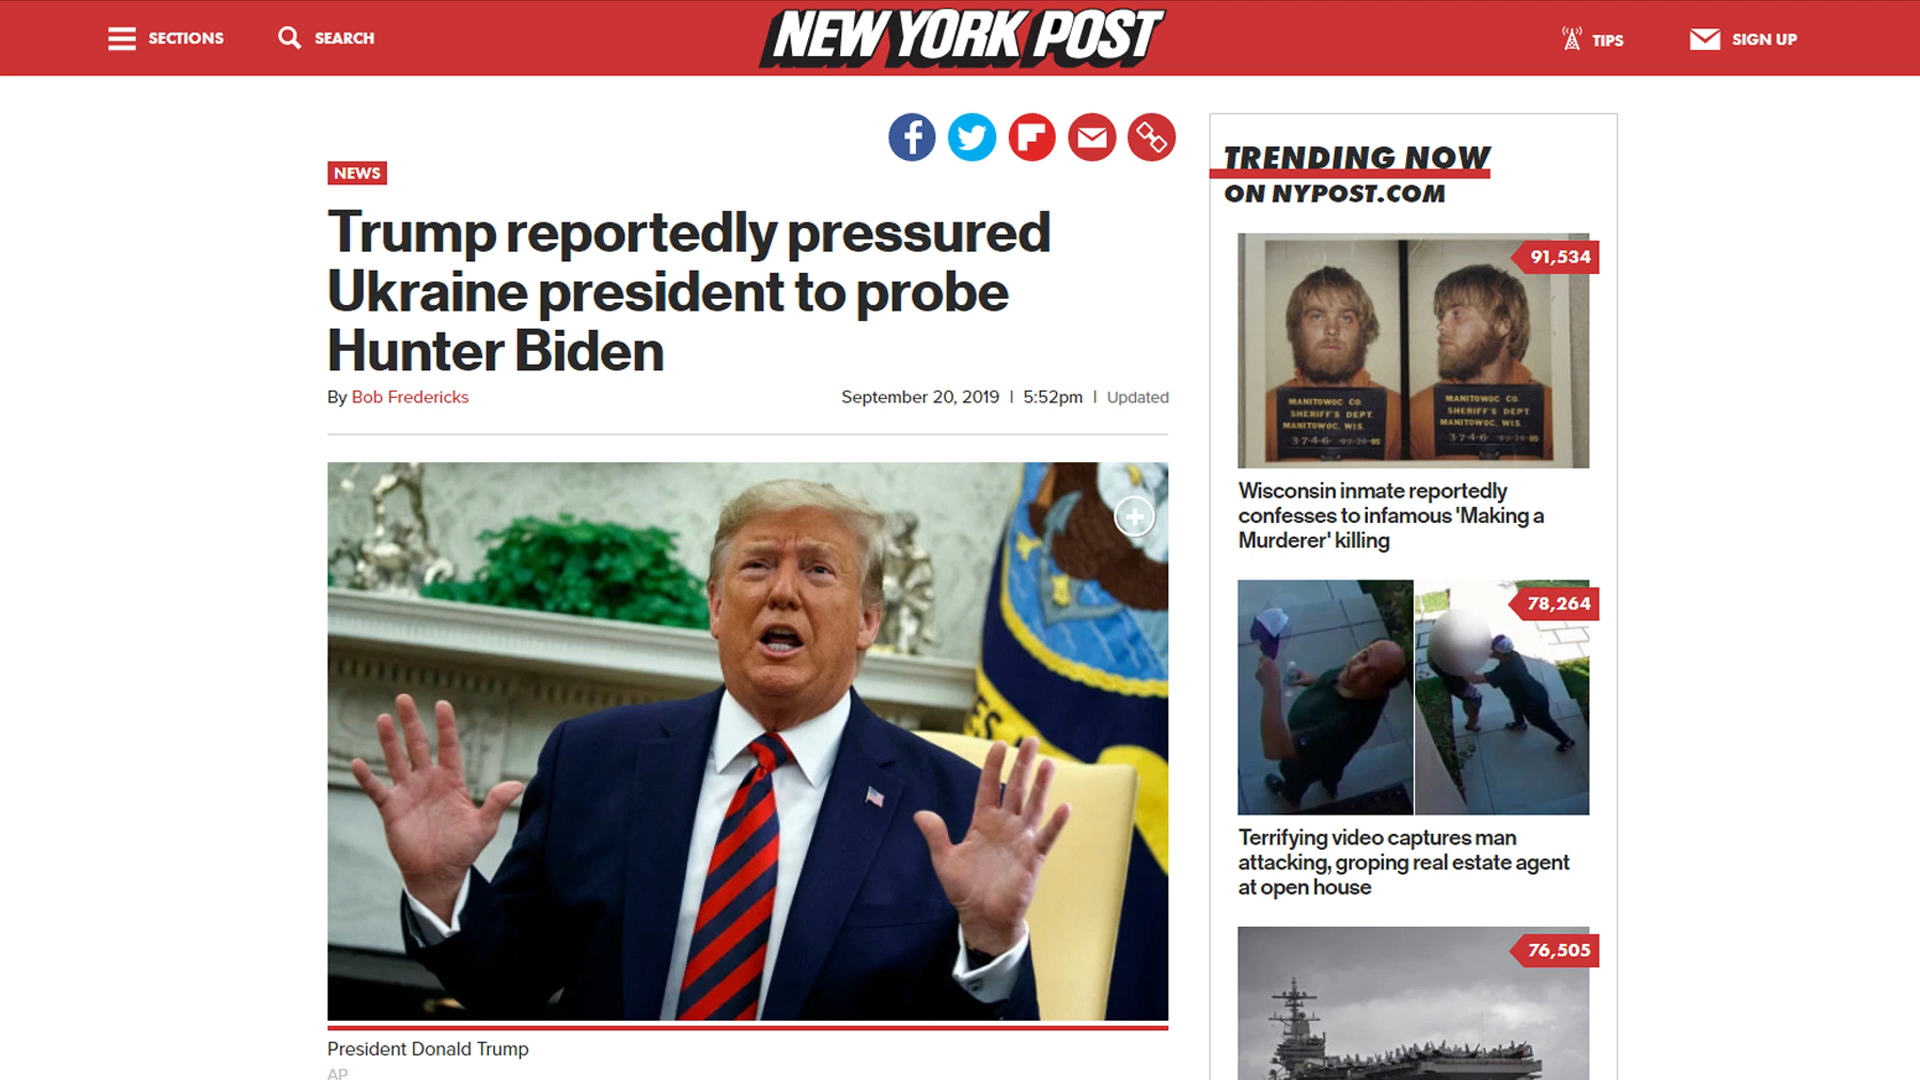 SECTIONS
SEARCH
NEW YORK POST
TIPS
SIGN UP
NEWS
Trump reportedly pressured
Ukraine president to probe
Hunter Biden
By Bob Fredericks
September 20, 2019 | 5:52pm | Updated
ES
President Donald Trump
AP
TRENDING NOW
ON NYPOST.COM
91,534
MANITOWOC CO.
SHERIFF'S DEPT.
MANITOWOC, WIS.
3746
MANITOWOC CO.
SHERIFF'S DEPT.
MANITOWOC, WIS.
3746
Wisconsin inmate reportedly
confesses to infamous 'Making a
Murderer' killing
78,264
Terrifying video captures man
attacking, groping real estate agent
at open house
76,505